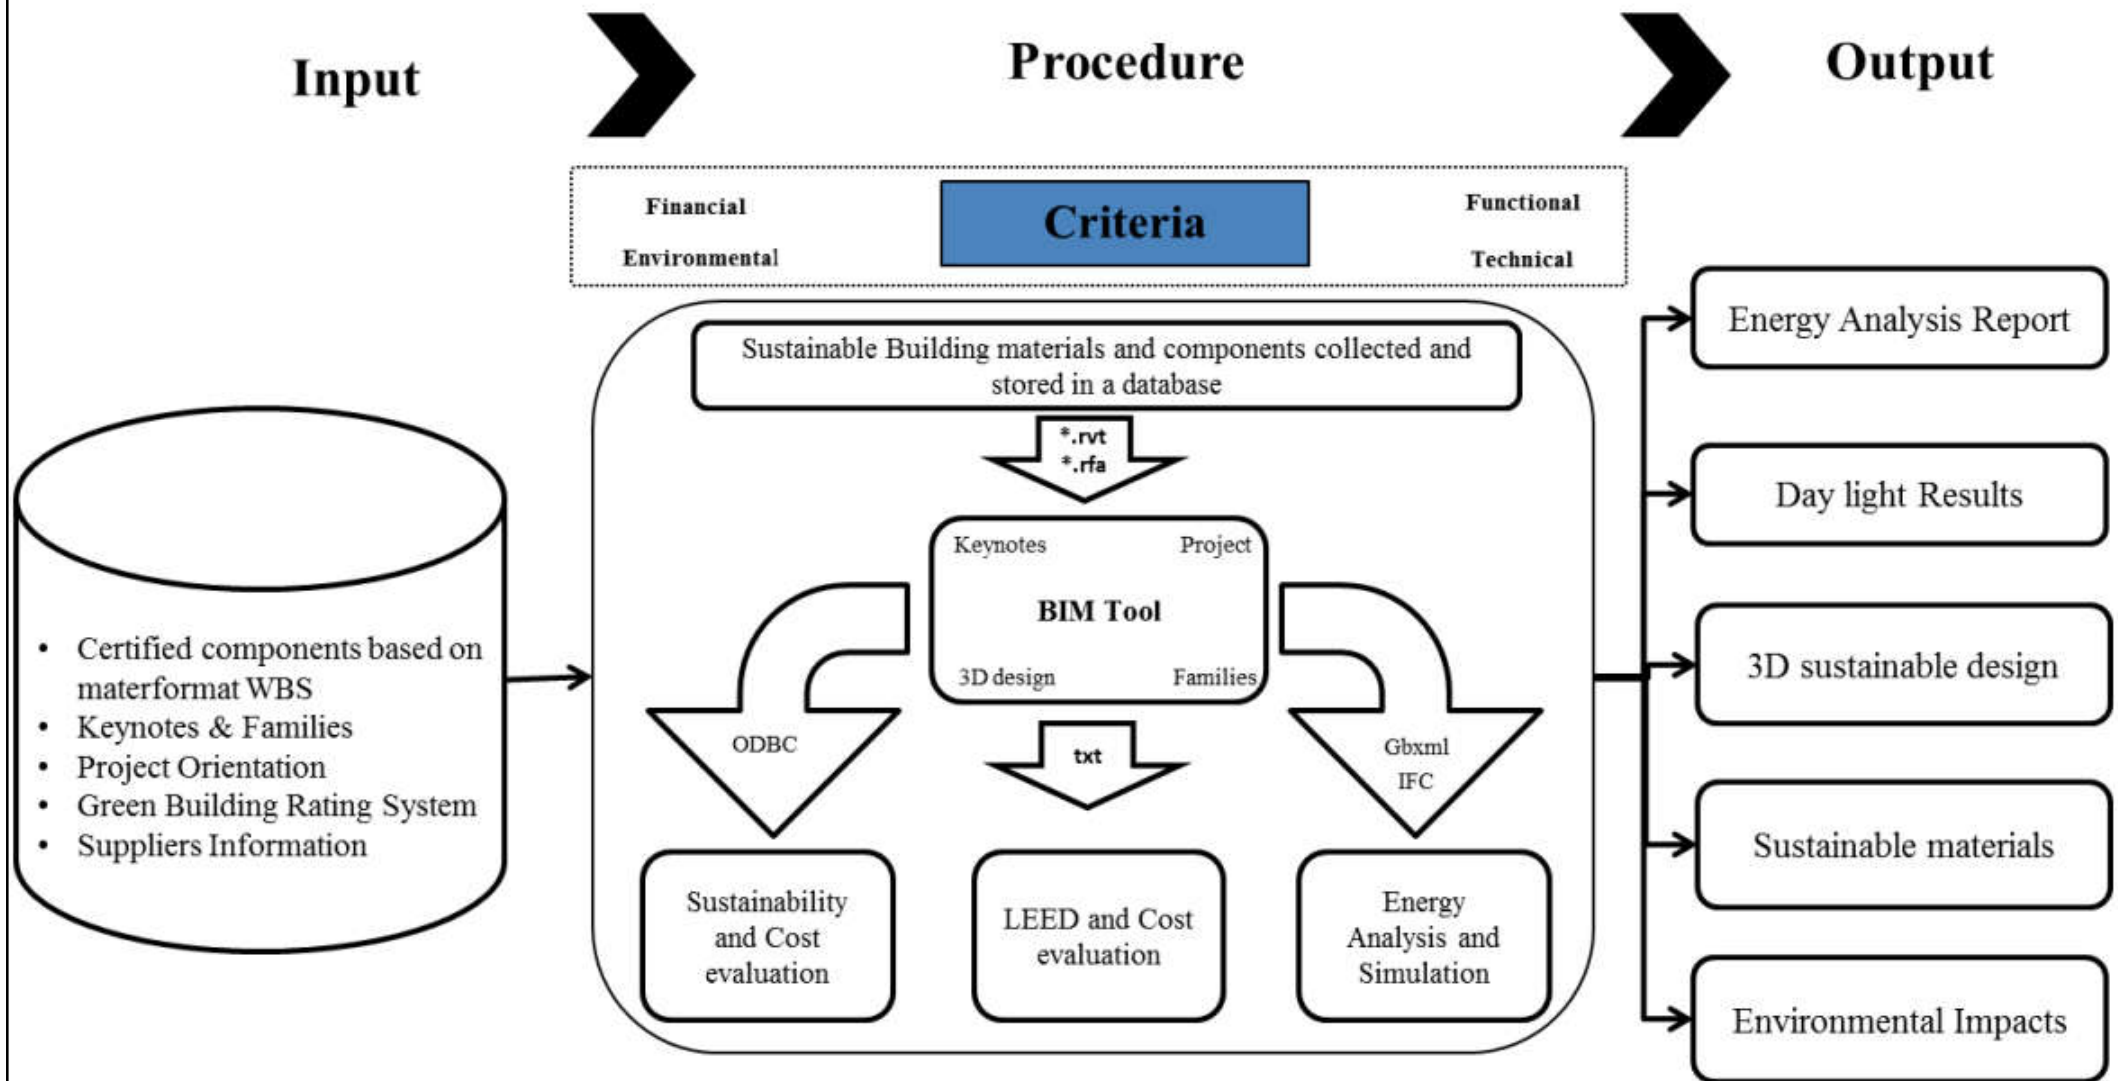 Input
Procedure
Output
Financial
Environmental
Criteria
Functional
Technical
• Certified components based on
materformat WBS
• Keynotes & Families
• Project Orientation
• Green Building Rating System
• Suppliers Information
Sustainable Building materials and components collected and
stored in a database
*.rvt
*.rfa
Keynotes
Project
BIM Tool
3D design
Families
ODBC
txt
Gbxml
IFC
Sustainability
and Cost
evaluation
LEED and Cost
evaluation
Energy
Analysis and
Simulation
Energy Analysis Report
Day light Results
3D sustainable design
Sustainable materials
Environmental Impacts